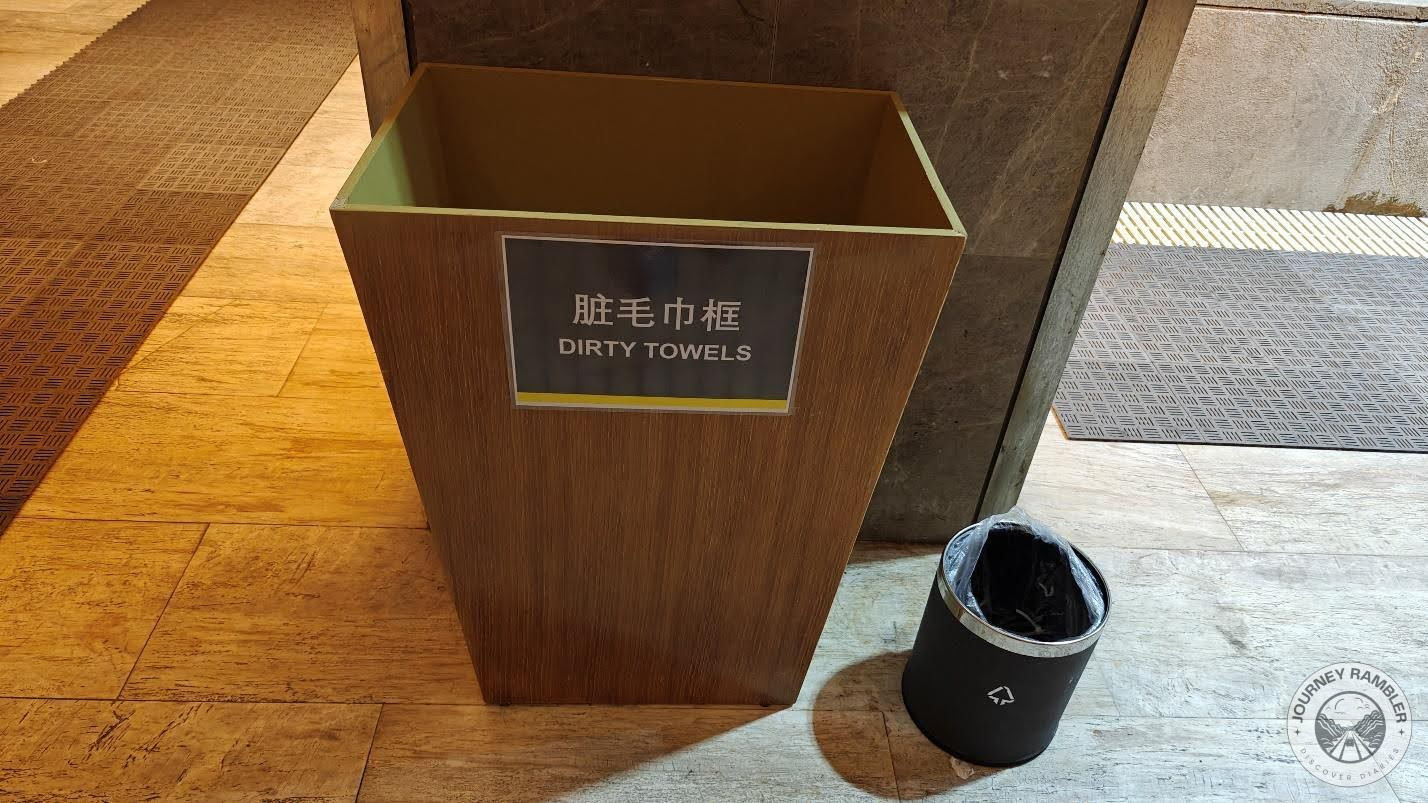 脏毛巾框
DIRTY TOWELS
JOURNEY RAMBLER
DISCOVER DIARIES